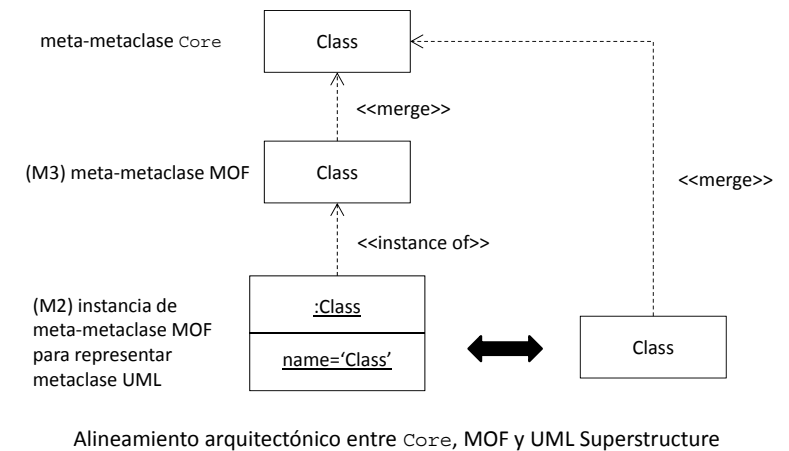 meta-metaclase Core
Class
<<merge>>
(M3) meta-metaclase MOF
Class
<<merge>>
<<instance of>>
(M2) instancia de
meta-metaclase MOF
para representar
metaclase UML
:Class
name='Class'
Class
Alineamiento arquitectónico entre Core, MOF y UML Superstructure